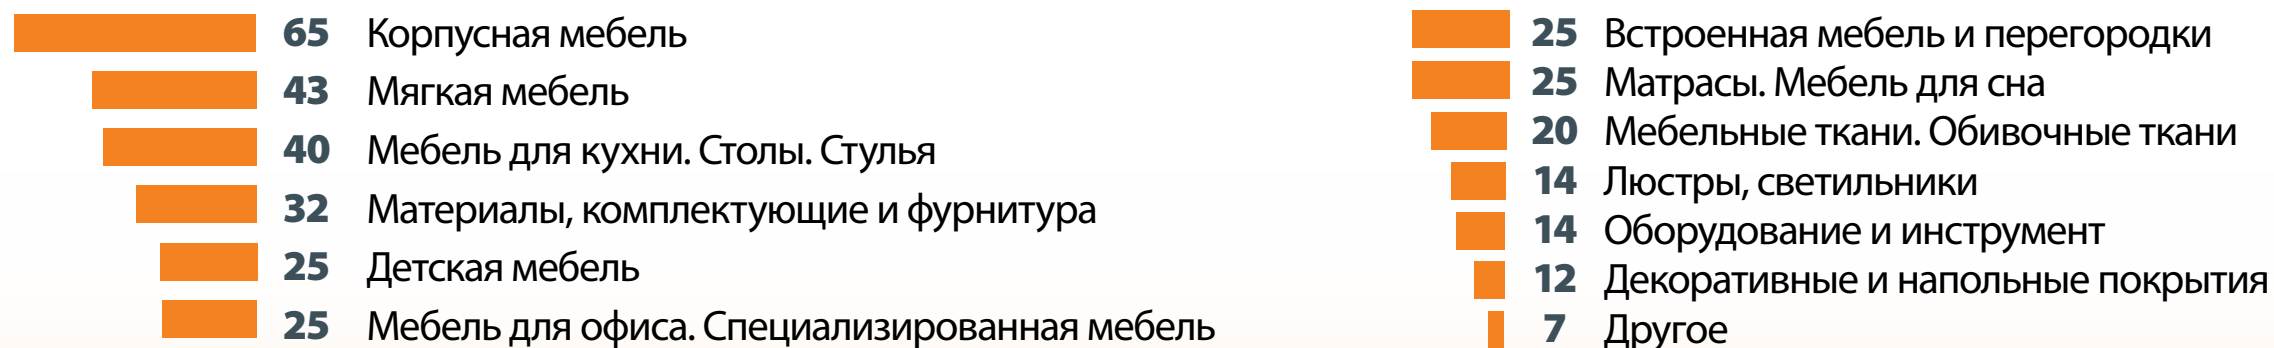 65 Корпусная мебель
43 Мягкая мебель
40 Мебель для кухни. Столы. Стулья
32 Материалы, комплектующие и фурнитура
25 Детская мебель
25 Мебель для офиса. Специализированная мебель
25 Встроенная мебель и перегородки
25 Матрасы. Мебель для сна
20 Мебельные ткани. Обивочные ткани
14 Люстры, светильники
14 Оборудование и инструмент
12 Декоративные и напольные покрытия
7 Другое